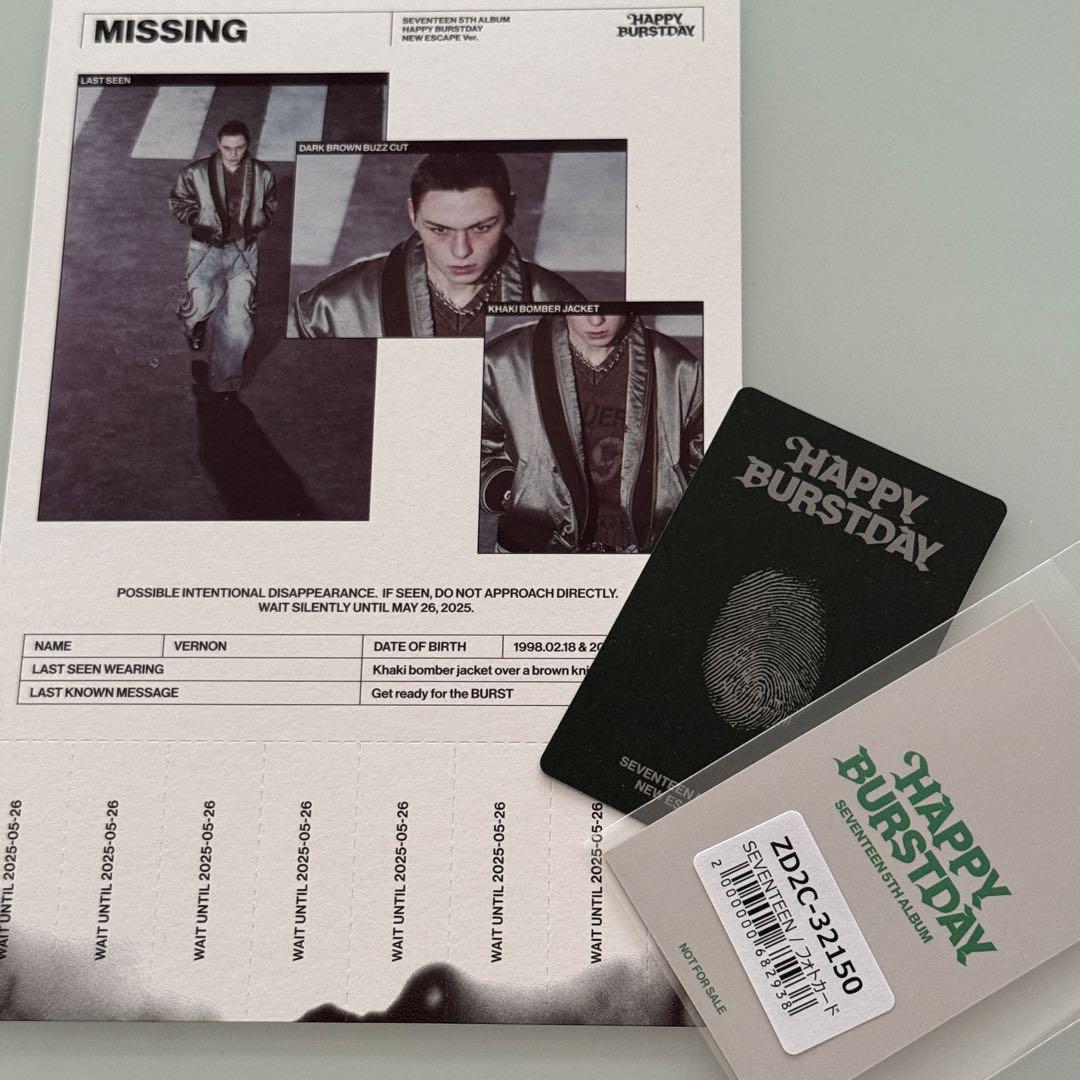 MISSING
SEVENTEEN 5TH ALBUM
HAPPY BURSTDAY
NEW ESCAPE Ver.
HAPPY
BURSTDAY
LAST SEEN
DARK BROWN BUZZ CUT
KHAKI BOMBER JACKET
POSSIBLE INTENTIONAL DISAPPEARANCE. IF SEEN, DO NOT APPROACH DIRECTLY.
WAIT SILENTLY UNTIL MAY 26, 2025.
NAME VERNON DATE OF BIRTH 1998.02.18 &
LAST SEEN WEARING Khaki bomber jacket over a brown
LAST KNOWN MESSAGE Get ready for the BURST
WAIT UNTIL 2025-05-26
WAIT UNTIL 2025-05-26
WAIT UNTIL 2025-05-26
WAIT UNTIL 2025-05-26
WAIT UNTIL 2025-05-26
WAIT UNTIL 2025-05-26
WAIT UNTIL 2025-05-26
HAPPY
BURSTDAY
SEVENTEEN
NEW
HAPPY
BURSTDAY
SEVENTEEN 5TH ALBUM
ZD2C-32150
SEVENTEEN / フォトカード
2 000000 682938
NOT FOR SALE